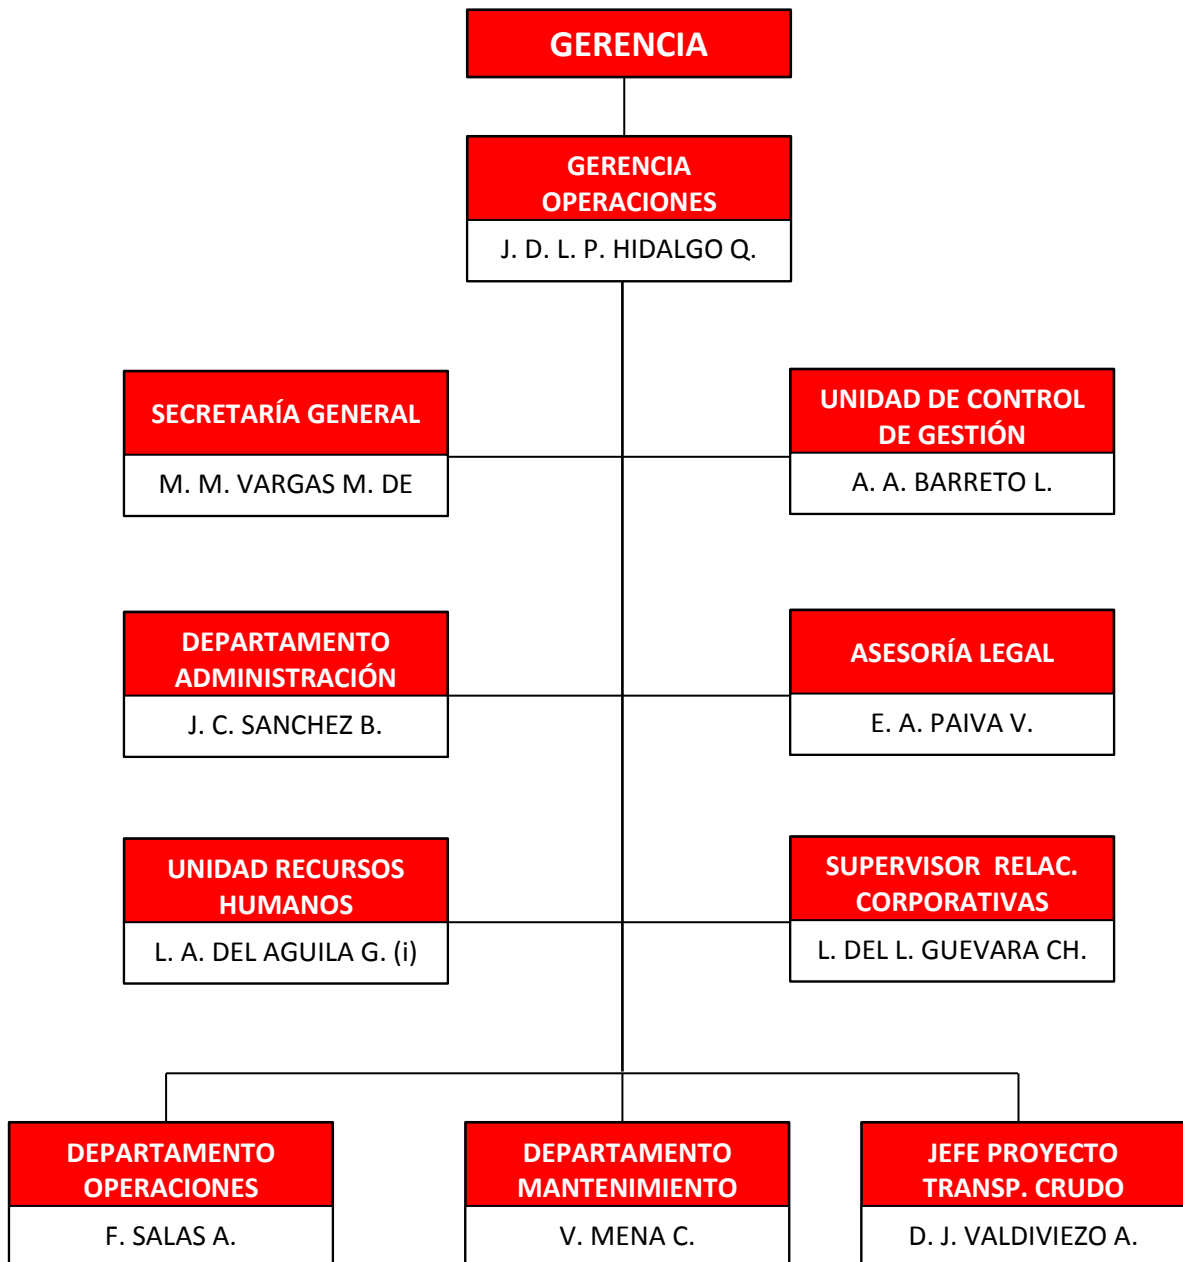 GERENCIA
GERENCIA
OPERACIONES
J. D. L. P. HIDALGO Q.
SECRETARÍA GENERAL
M. M. VARGAS M. DE
UNIDAD DE CONTROL
DE GESTIÓN
A. A. BARRETO L.
DEPARTAMENTO
ADMINISTRACIÓN
J. C. SANCHEZ B.
ASESORÍA LEGAL
E. A. PAIVA V.
UNIDAD RECURSOS
HUMANOS
L. A. DEL AGUILA G. (i)
SUPERVISOR RELAC.
CORPORATIVAS
L. DEL L. GUEVARA CH.
DEPARTAMENTO
OPERACIONES
F. SALAS A.
DEPARTAMENTO
MANTENIMIENTO
V. MENA C.
JEFE PROYECTO
TRANSP. CRUDO
D. J. VALDIVIEZO A.